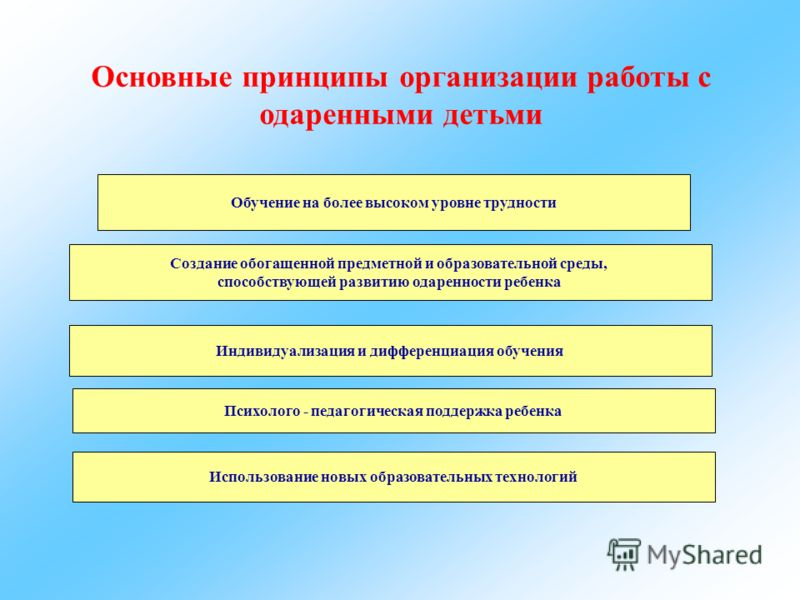 Основные принципы организации работы с
одаренными детьми
Обучение на более высоком уровне трудности
Создание обогащенной предметной и образовательной среды,
способствующей развитию одаренности ребенка
Индивидуализация и дифференциация обучения
Психолого - педагогическая поддержка ребенка
Использование новых образовательных технологий
MyShared